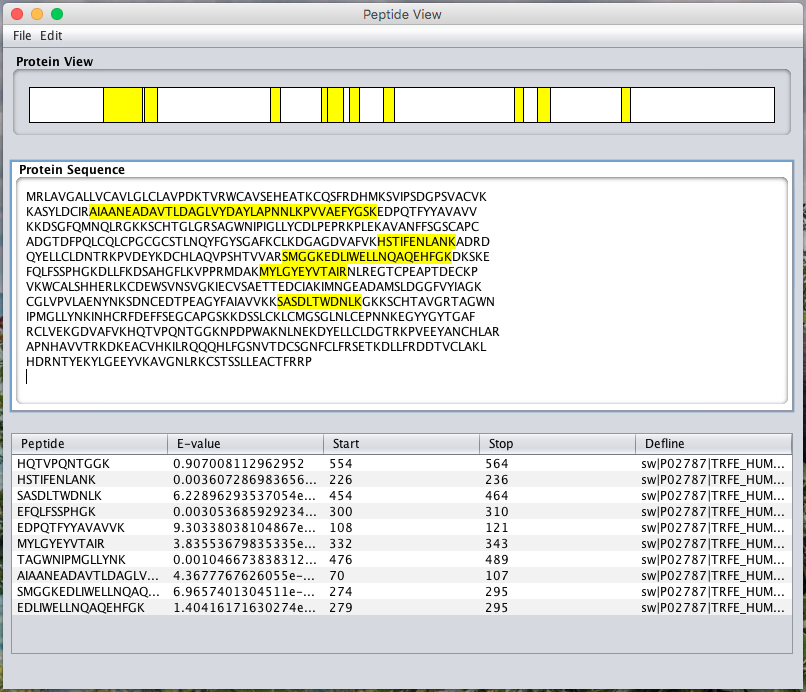 Peptide View
File Edit
Protein View
Protein Sequence
MRLAVGALLVCAVLGLCLAVPDKTVRWCAVSEHEATKCQSFRDHMKSVIPSDGPSVACVK
KASYLDCIRAIAANEADAVTLDAGLVYDAYLAPNNLKPVVAEFYGSKEDPQTFYYAVAVV
KKDSGFQMNQLRGKKSCHTGLGRSAGWNIPIGLLYCDLPEPRKPLEKAVANFFSGSCAPC
ADGTDFPQLCQLCPGCGCSTLNQYFGYSGAFKCLKDGAGDVAFVKHSTIFENLANKADRD
QYELLCLDNTRKPVDEYKDCHLAQVPSHTVVARSMGGKEDLIWELLNQAQEHFGKDKSKE
FQLFSSPHGKDLLFKDSAHGFLKVPPRMDAKMYLGYEYVTAIRNLREGTCPEAPTDECKP
VKWCALSHHERLKCDEWSVNSVGKIECVSAETTEDCIAKIMNGEADAMSLDGGFVYIAGK
CGLVPVLAENYNKSDNCEDTPEAGYFAIAVVKKSASDLTWDNLKGKKSCHTAVGRTAGWN
IPMGLLYNKINHCRFDEFFSEGCAPGSKKDSSLCKLCMGSGLNLCEPNNKEGYYGYTGAF
RCLVEKGDVAFVKHQTVPQNTGGKNPDPWAKNLNEKDYELLCLDGTRKPVEEYANCHLAR
APNHAVVTRKDKEACVHKILRQQQHLFGSNVTDCSGNFCLFRSETKDLLFRDDTVCLAKL
HDRNTYEKYLGEEYVKAVGNLRKCSTSSLLEACTFRRP
Peptide E-value Start Stop Defline
HQTVPQNTGGK 0.907008112962952 554 564 sw|P02787|TRFE_HUM...
HSTIFENLANK 0.003607286983656... 226 236 sw|P02787|TRFE_HUM...
SASDLTWDNLK 6.22896293537054e... 454 464 sw|P02787|TRFE_HUM...
EFQLFSSPHGK 0.003053685929234... 300 310 sw|P02787|TRFE_HUM...
EDPQTFYYAVAVVK 9.30338038104867e... 108 121 sw|P02787|TRFE_HUM...
MYLGYEYVTAIR 3.83553679835335e... 332 343 sw|P02787|TRFE_HUM...
TAGWNIPMGLLYNK 0.001046673838312... 476 489 sw|P02787|TRFE_HUM...
AIAANEADAVTLDAGLV... 4.3677767626055e-... 70 107 sw|P02787|TRFE_HUM...
SMGGKEDLIWELLNQAQ... 6.9657401304511e-... 274 295 sw|P02787|TRFE_HUM...
EDLIWELLNQAQEHFGK 1.40416171630274e... 279 295 sw|P02787|TRFE_HUM...